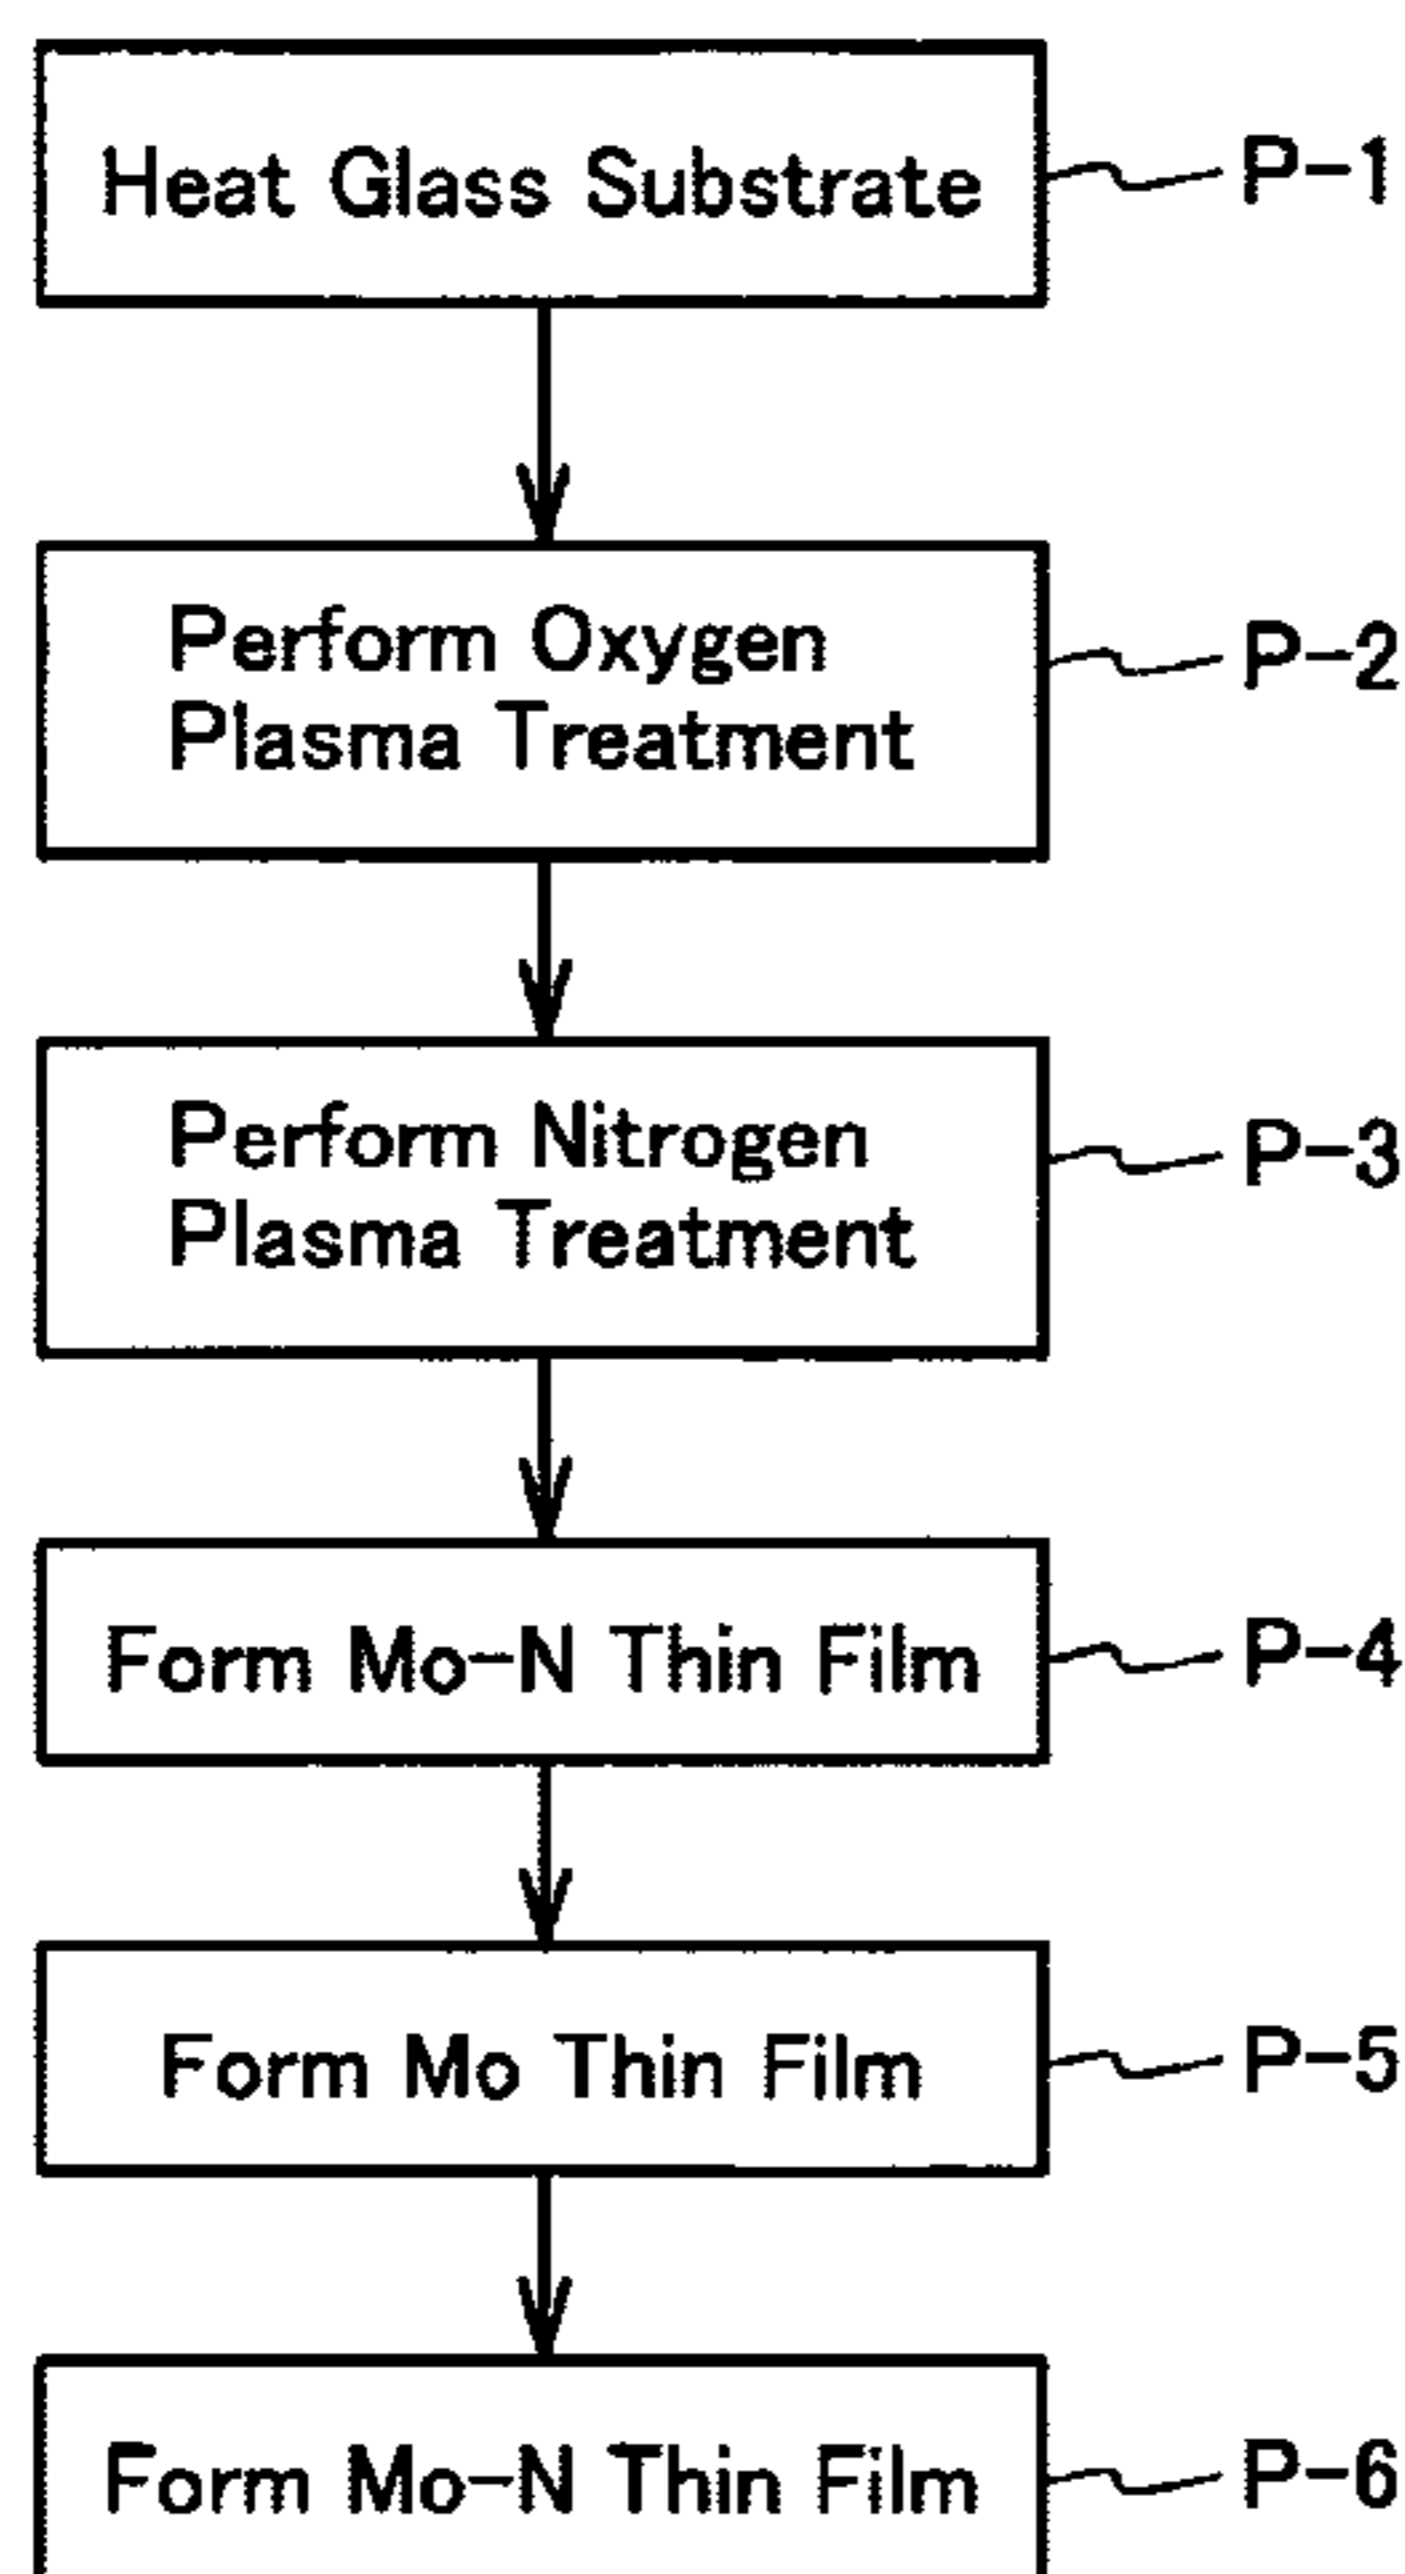 Heat Glass Substrate
P-1
Perform Oxygen
Plasma Treatment
P-2
Perform Nitrogen
Plasma Treatment
P-3
Form Mo-N Thin Film
P-4
Form Mo Thin Film
P-5
Form Mo-N Thin Film
P-6